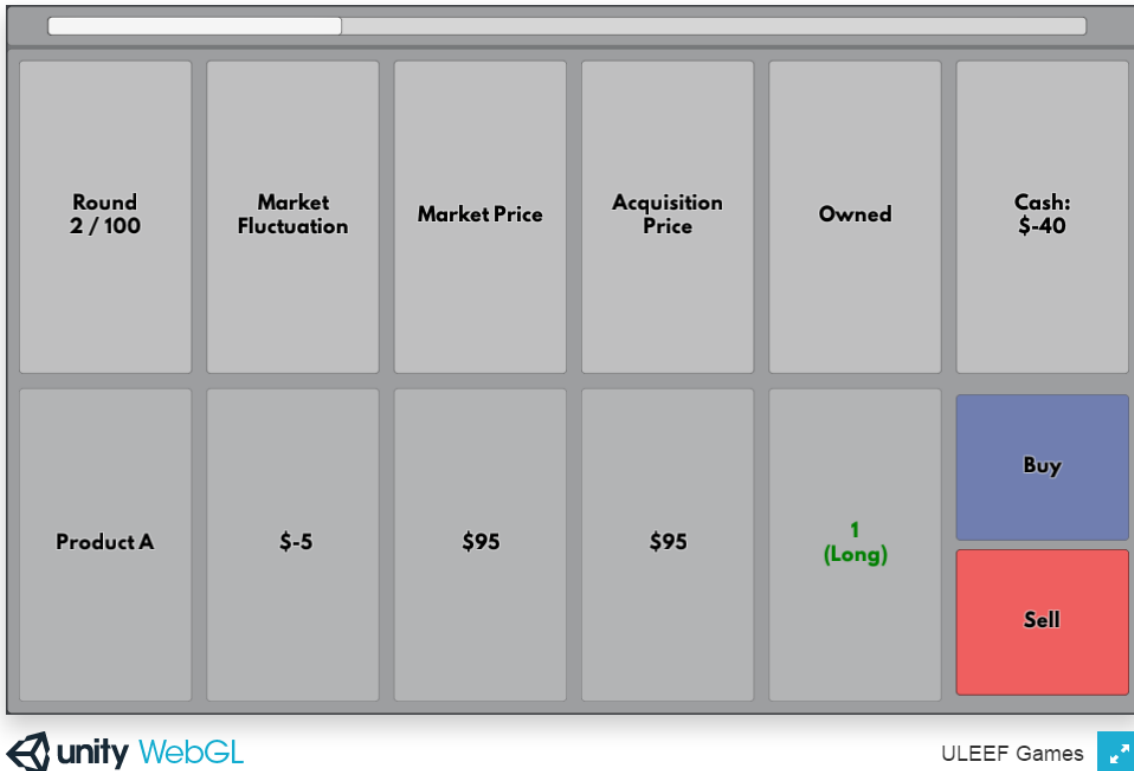 Round
2 / 100
Market
Fluctuation
Market Price
Acquisition
Price
Owned
Cash:
$-40
Product A
$-5
$95
$95
1
(Long)
Buy
Sell
unity WebGL
ULEEF Games